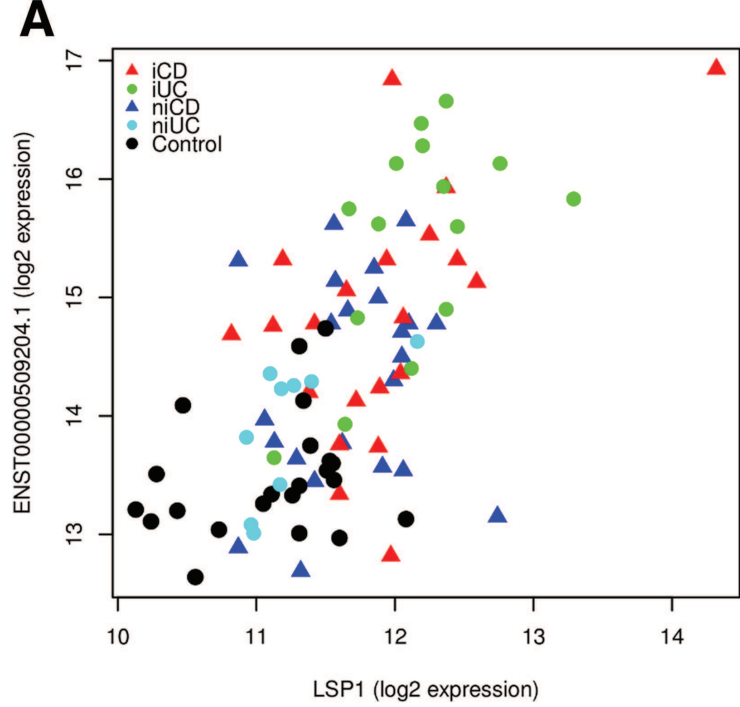 A
iCD
iUC
niCD
niUC
Control
17
16
15
14
13
ENST00000509204.1 (log2 expression)
10 11 12 13 14
LSP1 (log2 expression)